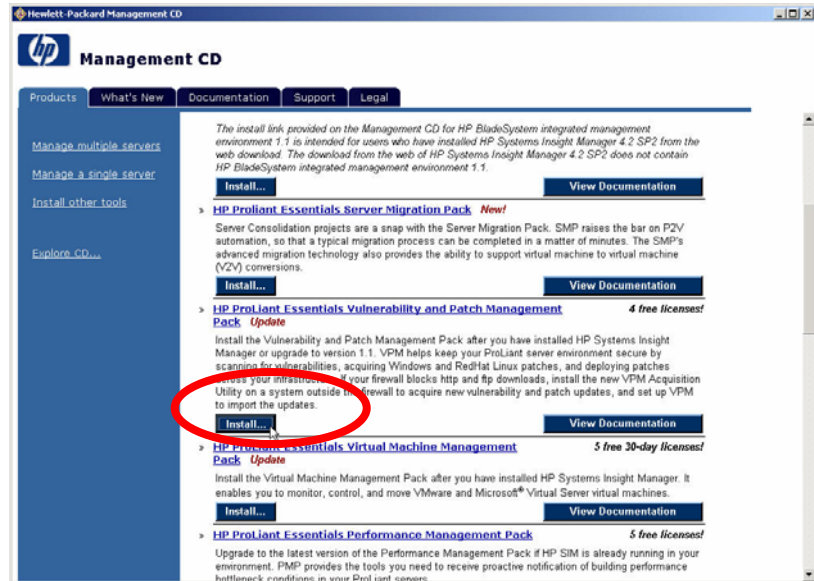 Hewlett-Packard Management CD
hp
Management CD
Products What's New Documentation Support Legal
Manage multiple servers
Manage a single server
Install other tools
Explore CD...
The install link provided on the Management CD for HP BladeSystem integrated management
environment 1.1 is intended for users who have installed HP Systems Insight Manager 4.2 SP2 from the
web download. The download from the web of HP Systems Insight Manager 4.2 SP2 does not contain
HP BladeSystem integrated management environment 1.1.
Install... View Documentation
» HP Proliant Essentials Server Migration Pack New!
Server Consolidation projects are a snap with the Server Migration Pack. SMP raises the bar on P2V
automation, so that a typical migration process can be completed in a matter of minutes. The SMP's
advanced migration technology also provides the ability to support virtual machine to virtual machine
(V2V) conversions.
Install... View Documentation
» HP ProLiant Essentials Vulnerability and Patch Management 4 free licenses!
Pack Update
Install the Vulnerability and Patch Management Pack after you have installed HP Systems Insight
Manager or upgrade to version 1.1. VPM helps keep your ProLiant server environment secure by
scanning for vulnerabilities, acquiring Windows and RedHat Linux patches, and deploying patches
across your infrastructure. If your firewall blocks http and ftp downloads, install the new VPM Acquisition
Utility on a system outside the firewall to acquire new vulnerability and patch updates, and set up VPM
to import the updates.
Install... View Documentation
» HP ProLiant Essentials Virtual Machine Management 5 free 30-day licenses!
Pack Update
Install the Virtual Machine Management Pack after you have installed HP Systems Insight Manager. It
enables you to monitor, control, and move VMware and Microsoft® Virtual Server virtual machines.
Install... View Documentation
» HP ProLiant Essentials Performance Management Pack 5 free licenses!
Upgrade to the latest version of the Performance Management Pack if HP SIM is already running in your
environment. PMP provides the tools you need to receive proactive notification of building performance
bottleneck conditions in your ProLiant servers.